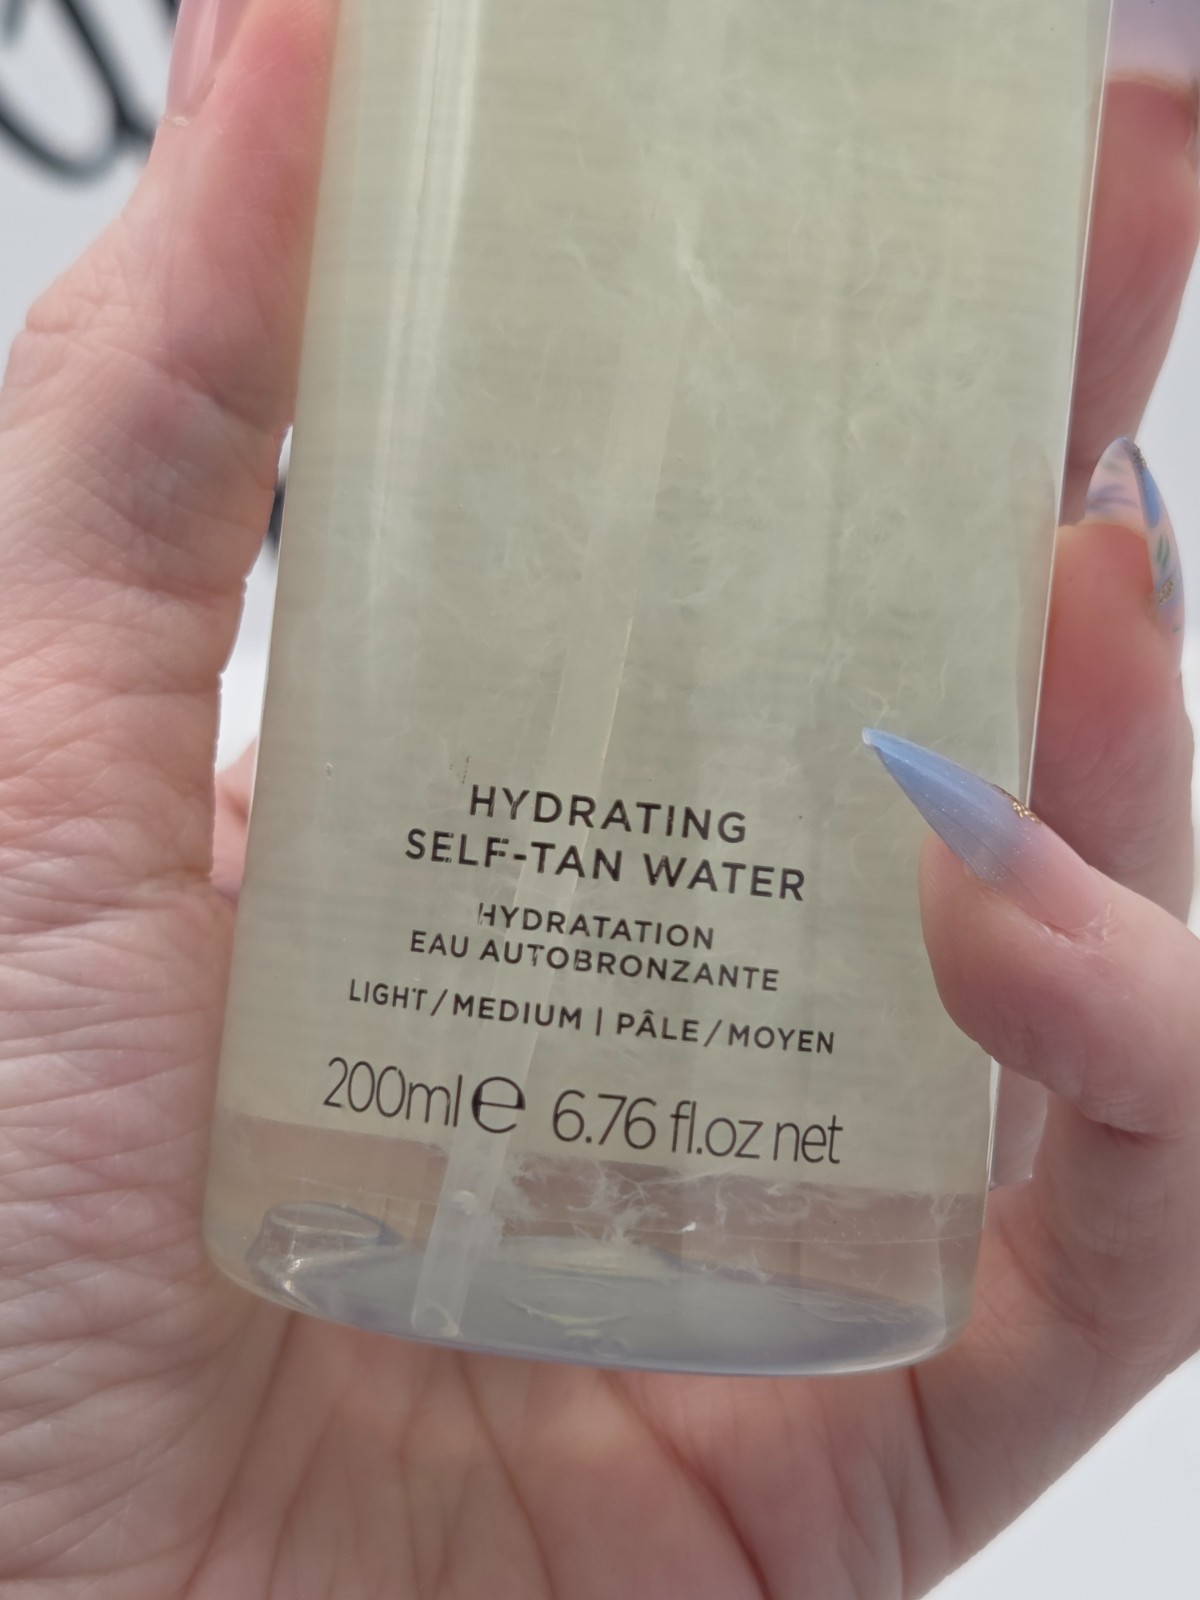 HYDRATING
SELF-TAN WATER
HYDRATATION
EAU AUTOBRONZANTE
LIGHT/MEDIUM | PÂLE/MOYEN
200ml℮ 6.76 fl.oz net